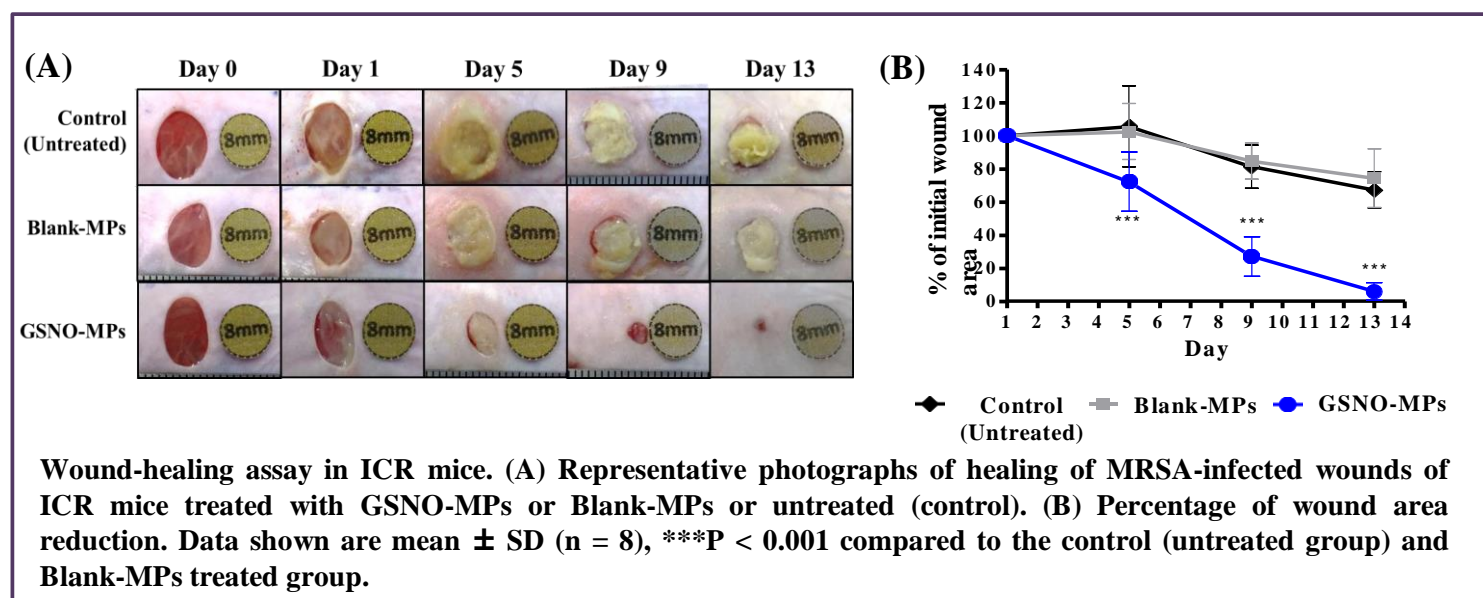 (A)
Day 0 Day 1 Day 5 Day 9 Day 13
Control
(Untreated)
8mm 8mm 8mm 8mm 8mm
Blank-MPs
8mm 8mm 8mm 8mm 8mm
GSNO-MPs
8mm 8mm 8mm 8mm 8mm
(B)
% of initial wound
area
140
120
100
80
60
40
20
0
1 2 3 4 5 6 7 8 9 10 11 12 13 14
*** *** ***
Day
Control
(Untreated)
Blank-MPs
GSNO-MPs
Wound-healing assay in ICR mice. (A) Representative photographs of healing of MRSA-infected wounds of
ICR mice treated with GSNO-MPs or Blank-MPs or untreated (control). (B) Percentage of wound area
reduction. Data shown are mean ± SD (n = 8), ***P < 0.001 compared to the control (untreated group) and
Blank-MPs treated group.